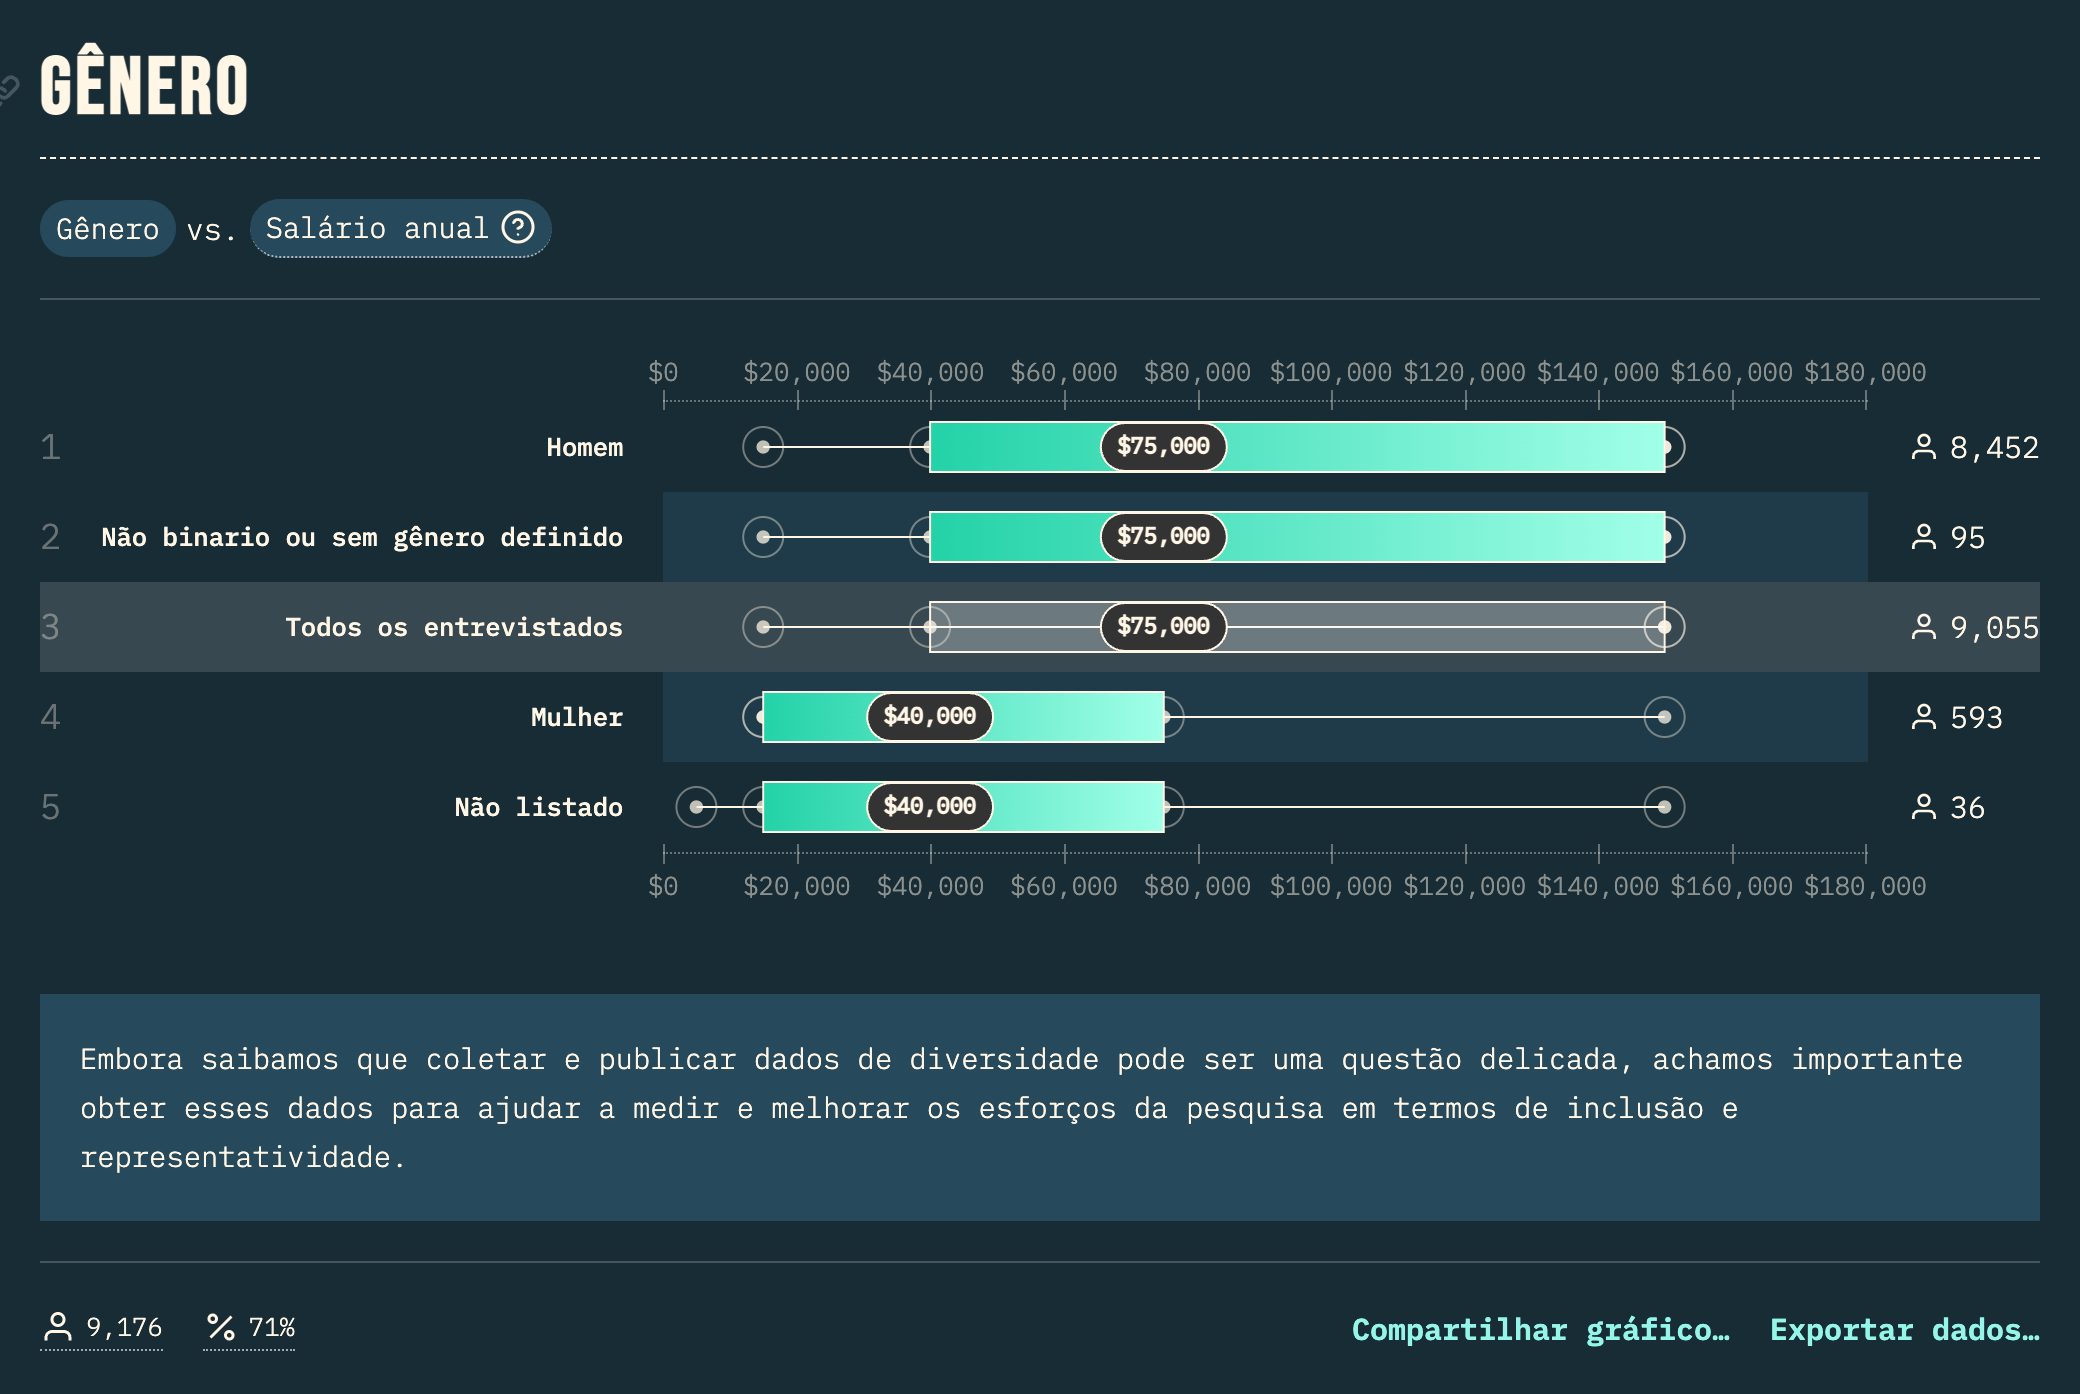 GÊNERO
Gênero vs. Salário anual
$0 $20,000 $40,000 $60,000 $80,000 $100,000 $120,000 $140,000 $160,000 $180,000
1 Homem $75,000 8,452
2 Não binario ou sem gênero definido $75,000 95
3 Todos os entrevistados $75,000 9,055
4 Mulher $40,000 593
5 Não listado $40,000 36
$0 $20,000 $40,000 $60,000 $80,000 $100,000 $120,000 $140,000 $160,000 $180,000
Embora saibamos que coletar e publicar dados de diversidade pode ser uma questão delicada, achamos importante
obter esses dados para ajudar a medir e melhorar os esforços da pesquisa em termos de inclusão e
representatividade.
9,176 71% Compartilhar gráfico… Exportar dados…